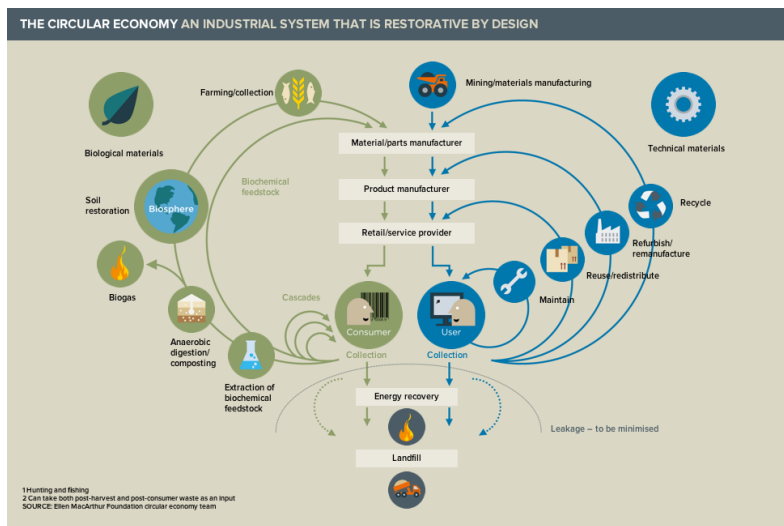 THE CIRCULAR ECONOMY AN INDUSTRIAL SYSTEM THAT IS RESTORATIVE BY DESIGN
Farming/collection
Mining/materials manufacturing
Biological materials
Technical materials
Material/parts manufacturer
Biochemical
feedstock
Product manufacturer
Soil
restoration
Biosphere
Recycle
Retail/service provider
Refurbish/
remanufacture
Reuse/redistribute
Biogas
Maintain
Cascades
Consumer
User
Anaerobic
digestion/
composting
Collection
Collection
Extraction of
biochemical
feedstock
Energy recovery
Leakage – to be minimised
Landfill
1 Hunting and fishing
2 Can take both post-harvest and post-consumer waste as an input
SOURCE: Ellen MacArthur Foundation circular economy team